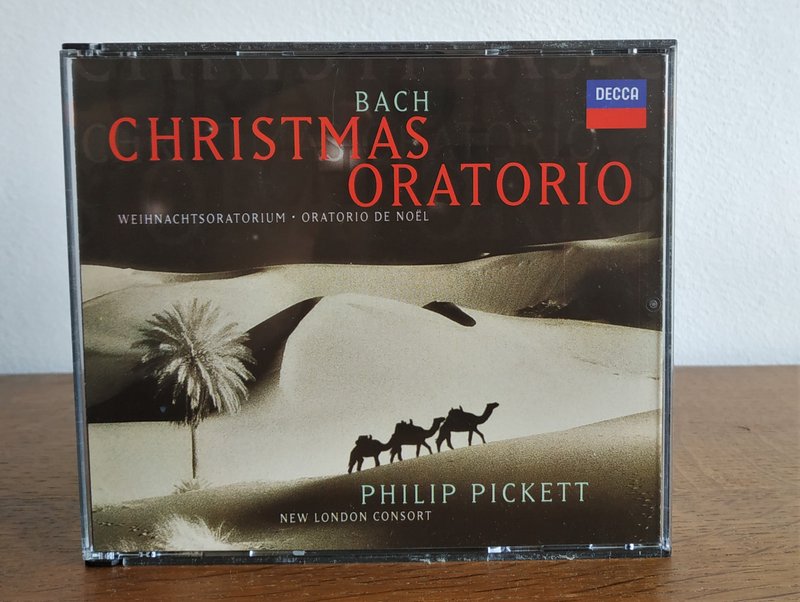 BACH
DECCA
CHRISTMAS
ORATORIO
WEIHNACHTSORATORIUM · ORATORIO DE NOËL
PHILIP PICKETT
NEW LONDON CONSORT